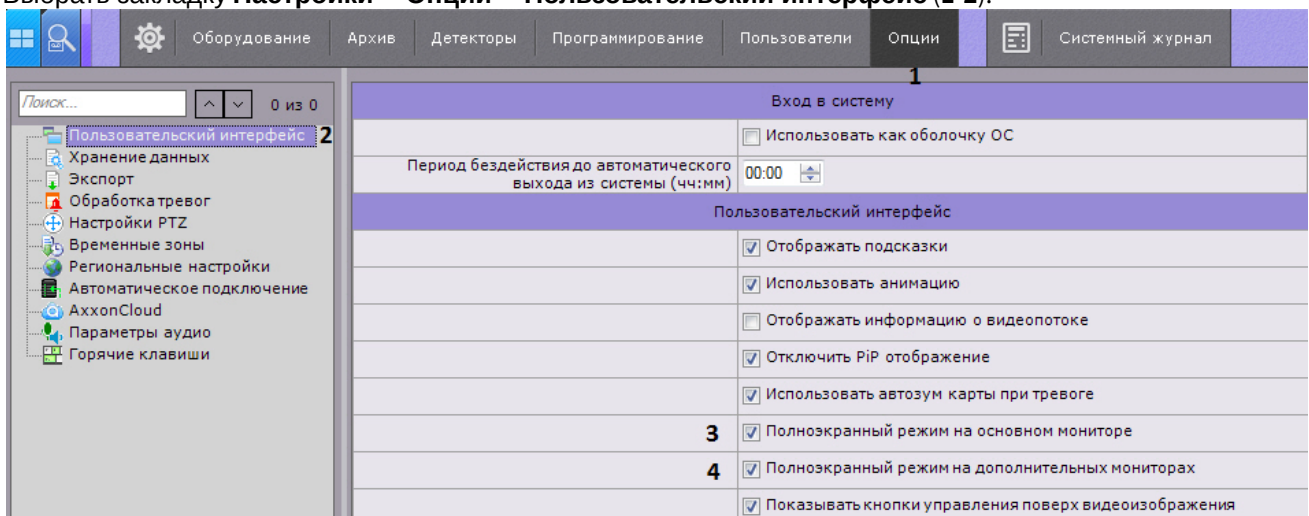 Выбрать закладку Настройки – Опции – Пользовательский интерфейс (1-2).
Оборудование Архив Детекторы Программирование Пользователи Опции Системный журнал
1
Поиск... 0 из 0
Пользовательский интерфейс 2
Хранение данных
Экспорт
Обработка тревог
Настройки PTZ
Временные зоны
Региональные настройки
Автоматическое подключение
AxxonCloud
Параметры аудио
Горячие клавиши
Вход в систему
Использовать как оболочку ОС
Период бездействия до автоматического
выхода из системы (чч:мм) 00:00
Пользовательский интерфейс
Отображать подсказки
Использовать анимацию
Отображать информацию о видеопотоке
Отключить PiP отображение
Использовать автозум карты при тревоге
3 Полноэкранный режим на основном мониторе
4 Полноэкранный режим на дополнительных мониторах
Показывать кнопки управления поверх видеоизображения